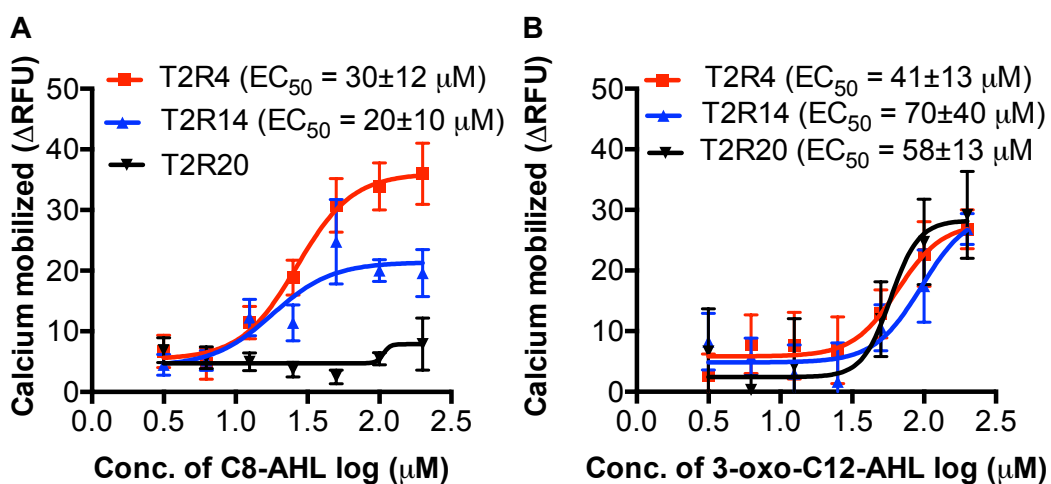 A
Calcium mobilized (ΔRFU)
50
40
30
20
10
0
T2R4 (EC50 = 30±12 μM)
T2R14 (EC50 = 20±10 μM)
T2R20
0.0 0.5 1.0 1.5 2.0 2.5
Conc. of C8-AHL log (μM)
B
Calcium mobilized (ΔRFU)
50
40
30
20
10
0
T2R4 (EC50 = 41±13 μM)
T2R14 (EC50 = 70±40 μM)
T2R20 (EC50 = 58±13 μM
0.0 0.5 1.0 1.5 2.0 2.5
Conc. of 3-oxo-C12-AHL log (μM)